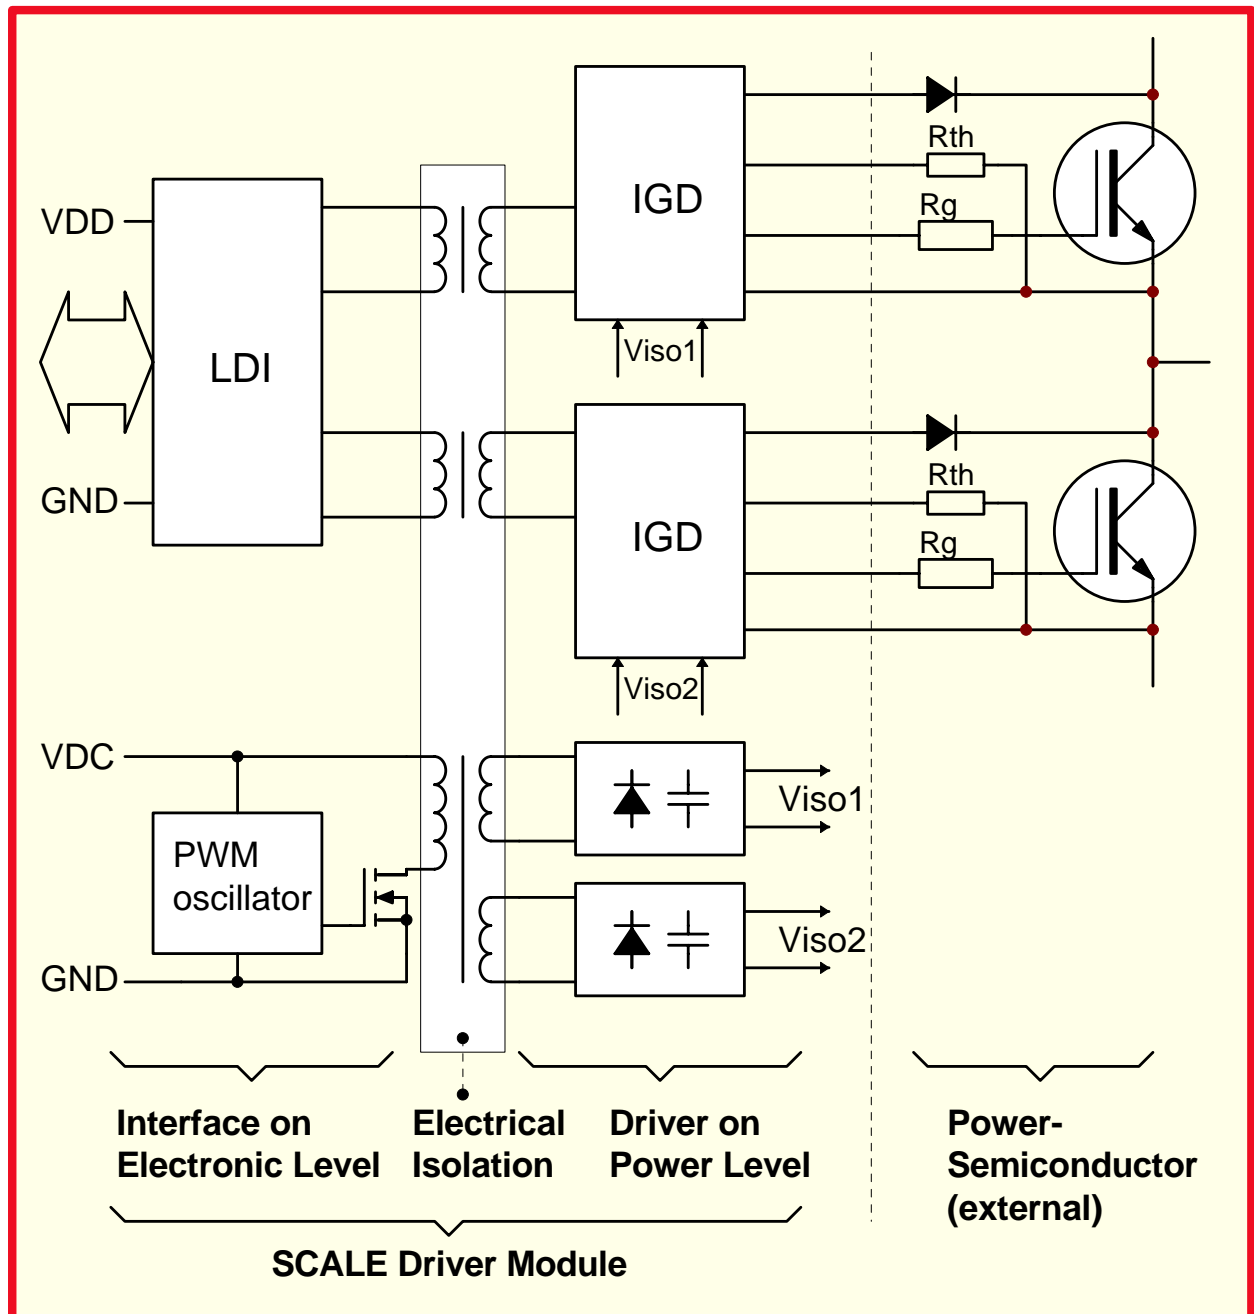 Rth
IGD
Rg
VDD
Viso1
LDI
Rth
GND
IGD
Rg
Viso2
VDC
Viso1
PWM
oscillator
Viso2
GND
Interface on
Electronic Level
Electrical
Isolation
Driver on
Power Level
Power-
Semiconductor
(external)
SCALE Driver Module